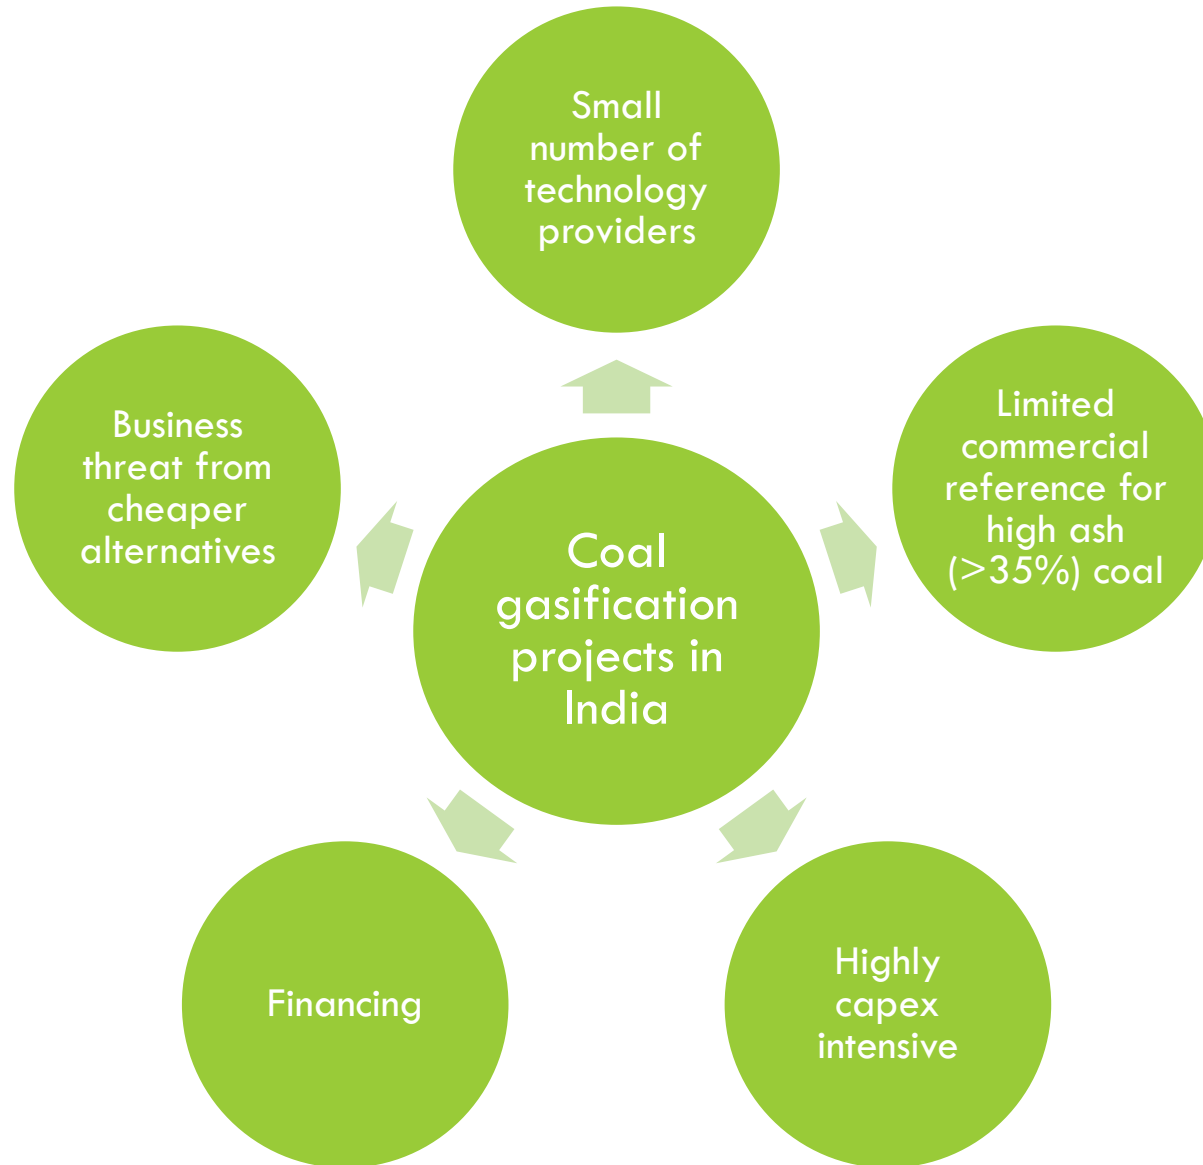 Small
number of
technology
providers
Business
threat from
cheaper
alternatives
Limited
commercial
reference for
high ash
(>35%) coal
Coal
gasification
projects in
India
Financing
Highly
capex
intensive